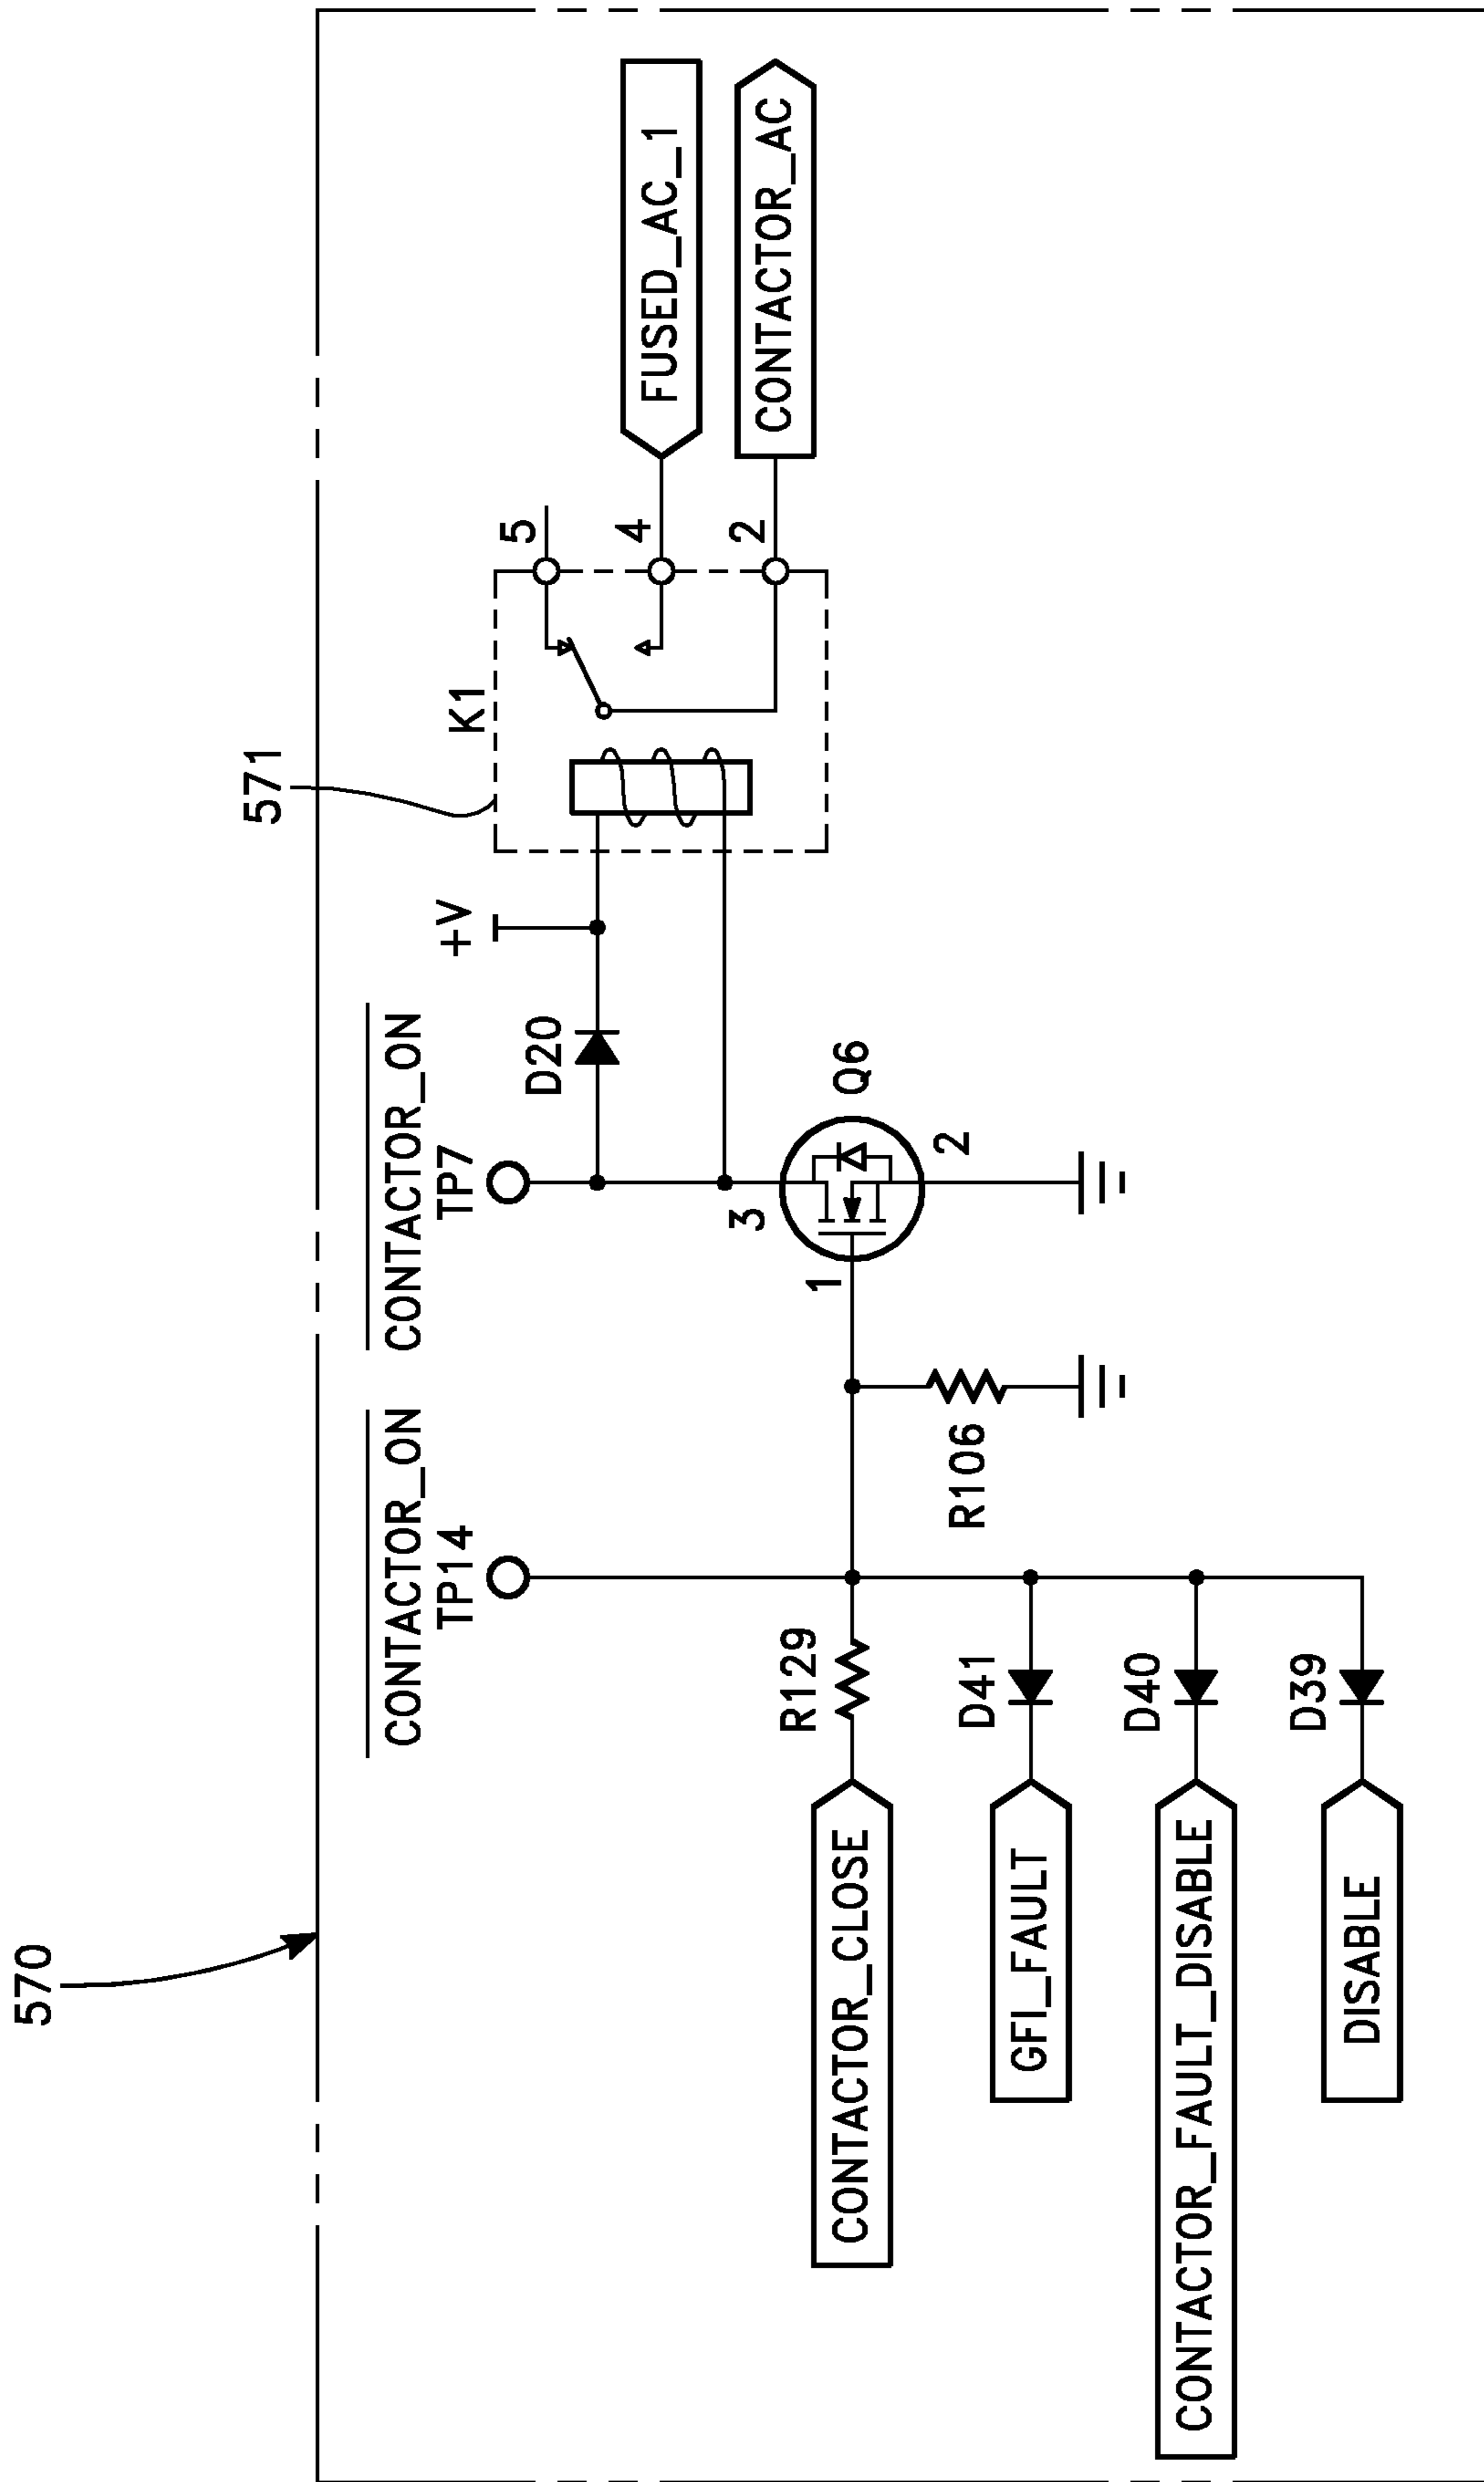 570
571
CONTACTOR_ON
CONTACTOR_ON
TP14
TP7
+V
K1
D20
5
FUSED_AC_1
4
CONTACTOR_AC
2
3
Q6
1
2
R129
CONTACTOR_CLOSE
R106
D41
GFI_FAULT
D40
CONTACTOR_FAULT_DISABLE
D39
DISABLE